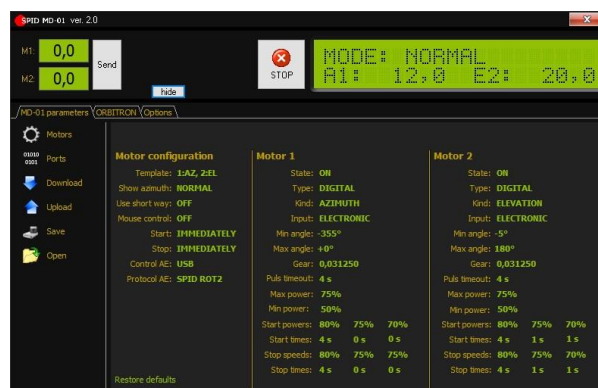 SPID MD-01 ver. 2.0
M1: 0,0
M2: 0,0
Send
hide
STOP
MODE: NORMAL
A1: 12,0 E2: 20,0
MD-01 parameters ORBITRON Options
Motors
01010
0101
Ports
Download
Upload
Save
Open
Motor configuration
Template: 1:AZ, 2:EL
Show azimuth: NORMAL
Use short way: OFF
Mouse control: OFF
Start: IMMEDIATELY
Stop: IMMEDIATELY
Control AE: USB
Protocol AE: SPID ROT2
Restore defaults
Motor 1
State: ON
Type: DIGITAL
Kind: AZIMUTH
Input: ELECTRONIC
Min angle: -355°
Max angle: +0°
Gear: 0,031250
Puls timeout: 4 s
Max power: 75%
Min power: 50%
Start powers: 80% 75% 70%
Start times: 4 s 0 s 0 s
Stop speeds: 80% 75% 75%
Stop times: 4 s 0 s 0 s
Motor 2
State: ON
Type: DIGITAL
Kind: ELEVATION
Input: ELECTRONIC
Min angle: -5°
Max angle: 180°
Gear: 0,031250
Puls timeout: 4 s
Max power: 75%
Min power: 50%
Start powers: 80% 75% 70%
Start times: 4 s 1 s 1 s
Stop speeds: 80% 75% 70%
Stop times: 4 s 1 s 1 s